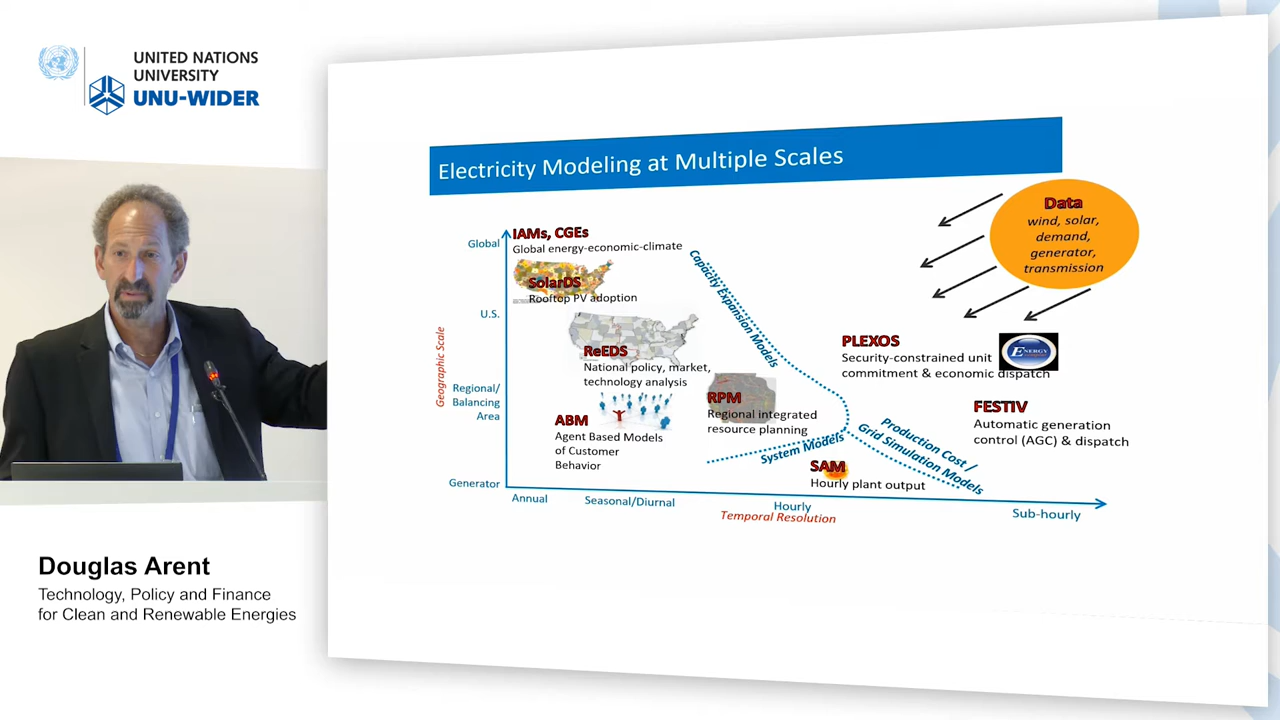 UNITED NATIONS
UNIVERSITY
UNU-WIDER
Electricity Modeling at Multiple Scales
Data
wind, solar,
demand,
generator,
transmission
Geographic Scale
Global
U.S.
Regional/
Balancing
Area
Generator
IAMs, CGEs
Global energy-economic-climate
SolarDS
Rooftop PV adoption
ReEDS
National policy, market,
technology analysis
ABM
Agent Based Models
of Customer
Behavior
RPM
Regional integrated
resource planning
Capacity Expansion Models
System Models
Production Cost /
Grid Simulation Models
SAM
Hourly plant output
PLEXOS
Security-constrained unit
commitment & economic dispatch
ENERGY
FESTIV
Automatic generation
control (AGC) & dispatch
Annual
Seasonal/Diurnal
Hourly
Sub-hourly
Temporal Resolution
Douglas Arent
Technology, Policy and Finance
for Clean and Renewable Energies